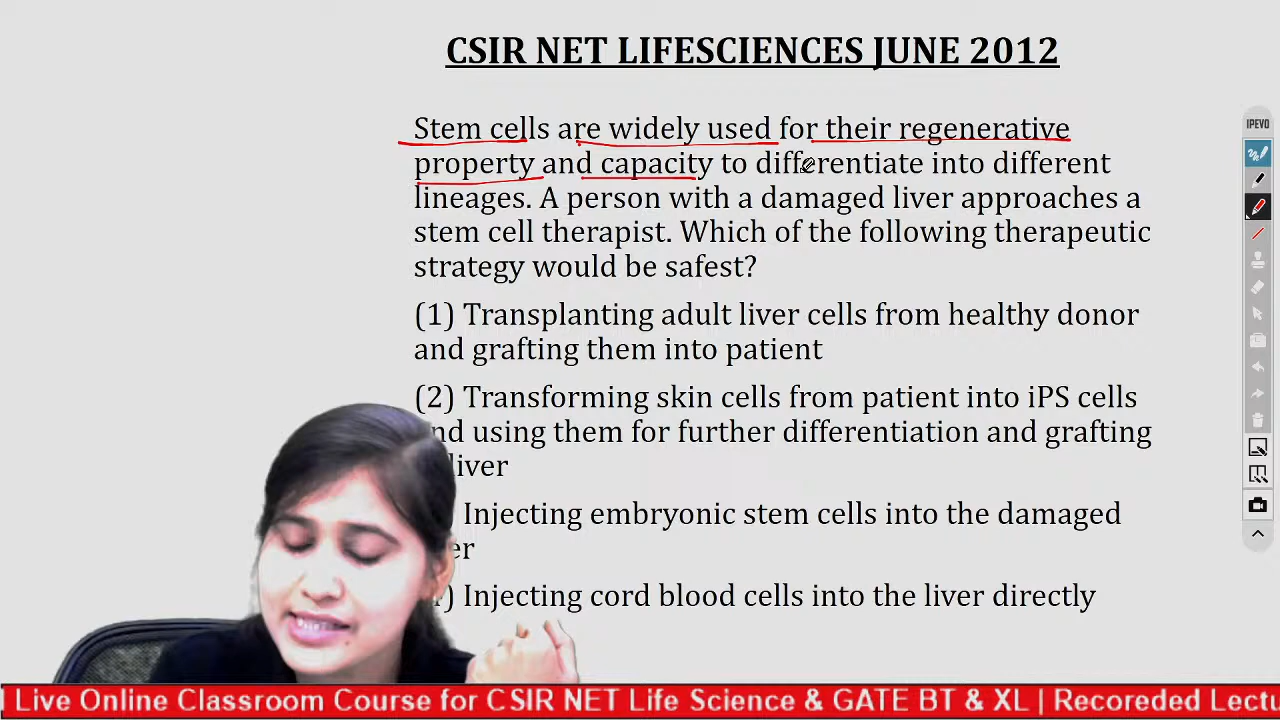 CSIR NET LIFESCIENCES JUNE 2012
Stem cells are widely used for their regenerative
property and capacity to differentiate into different
lineages. A person with a damaged liver approaches a
stem cell therapist. Which of the following therapeutic
strategy would be safest?
(1) Transplanting adult liver cells from healthy donor
and grafting them into patient
(2) Transforming skin cells from patient into iPS cells
using them for further differentiation and grafting
liver
Injecting embryonic stem cells into the damaged
Injecting cord blood cells into the liver directly
IPEVO
Live Online Classroom Course for CSIR NET Life Science & GATE BT & XL | Recoreded